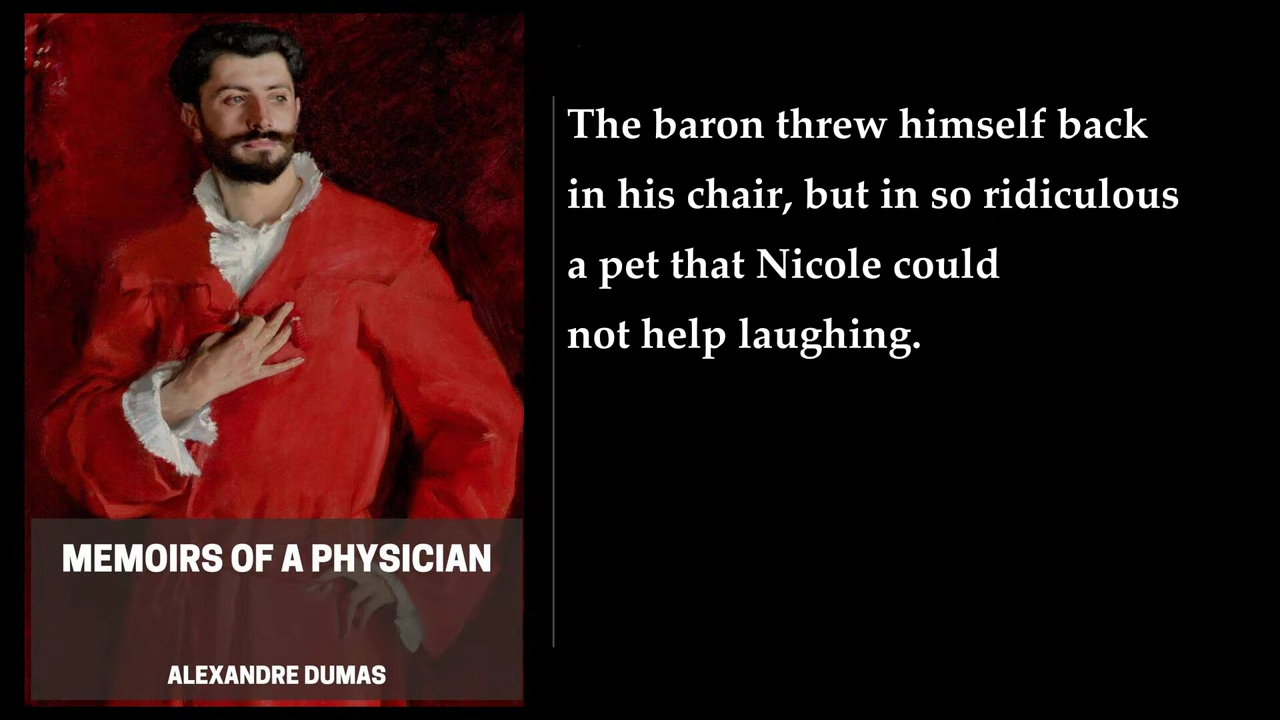 The baron threw himself back
in his chair, but in so ridiculous
a pet that Nicole could
not help laughing.
MEMOIRS OF A PHYSICIAN
ALEXANDRE DUMAS